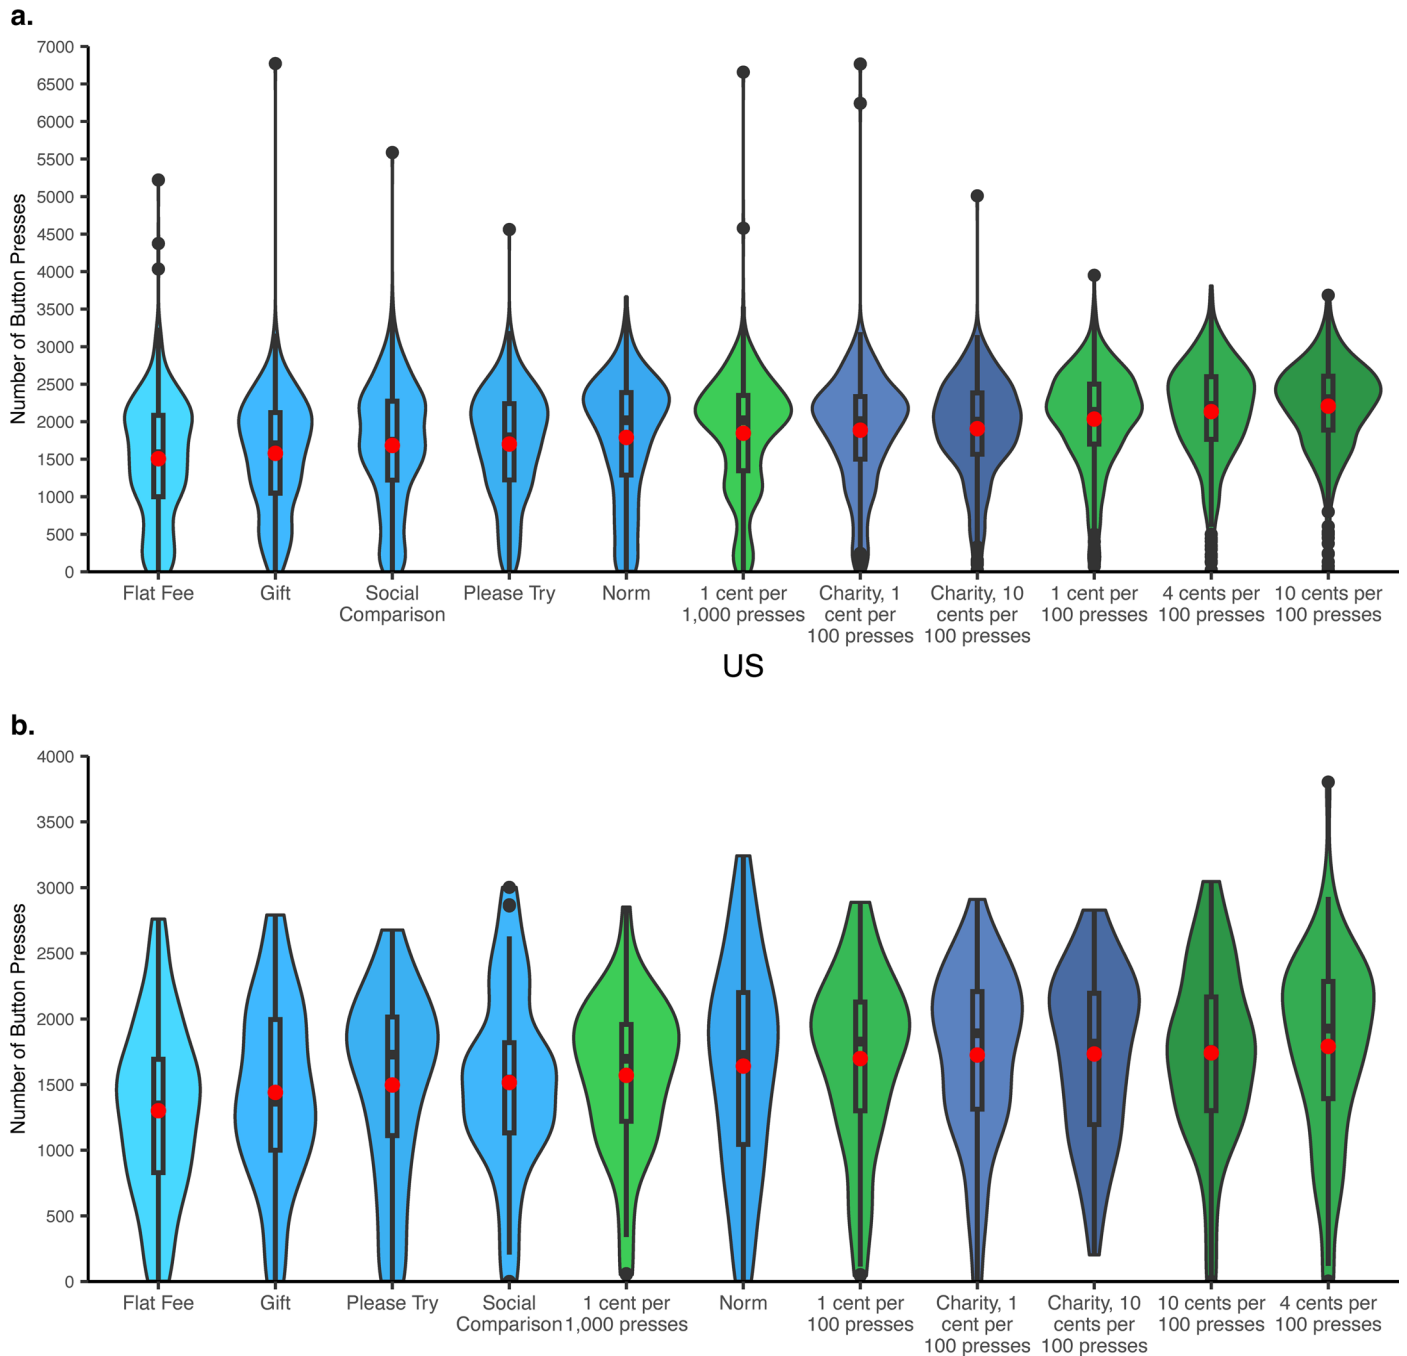 a.
Number of Button Presses
7000
6500
6000
5500
5000
4500
4000
3500
3000
2500
2000
1500
1000
500
0
Flat Fee Gift Social Please Try Norm 1 cent per Charity, 1 Charity, 10 1 cent per 4 cents per 10 cents per
Comparison 1,000 presses cent per cents per 100 presses 100 presses 100 presses
100 presses 100 presses
US
b.
Number of Button Presses
4000
3500
3000
2500
2000
1500
1000
500
0
Flat Fee Gift Please Try Social 1 cent per Norm 1 cent per Charity, 1 Charity, 10 10 cents per 4 cents per
Comparison 1,000 presses 100 presses cent per cents per 100 presses 100 presses
100 presses 100 presses